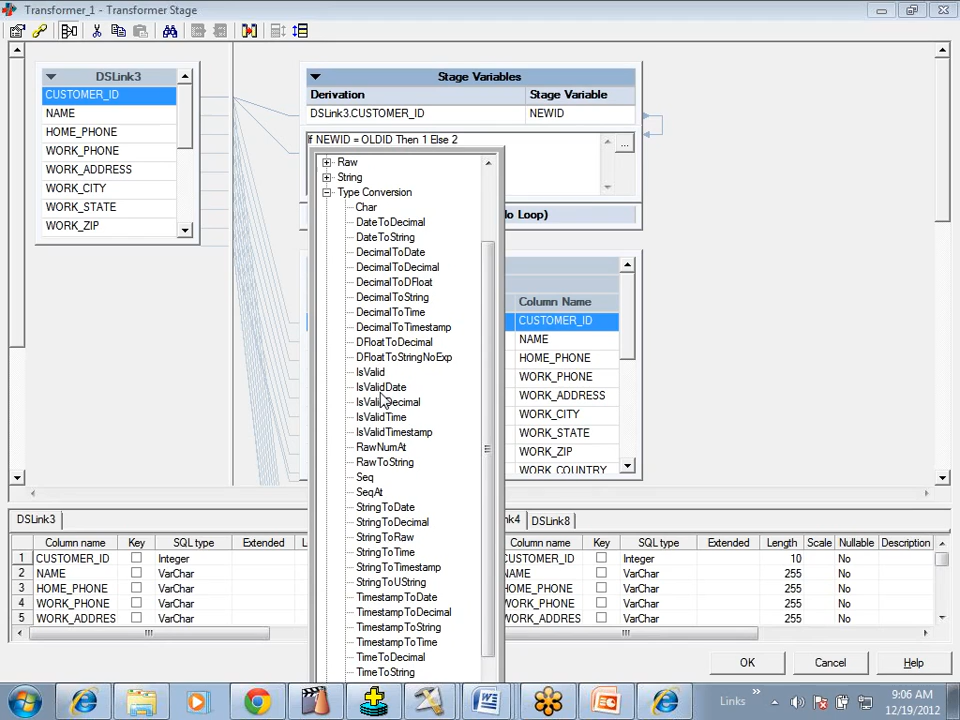 Transformer_1 - Transformer Stage
DSLink3
CUSTOMER_ID
NAME
HOME_PHONE
WORK_PHONE
WORK_ADDRESS
WORK_CITY
WORK_STATE
WORK_ZIP
Stage Variables
Derivation Stage Variable
DSLink3.CUSTOMER_ID NEWID
If NEWID = OLDID Then 1 Else 2
...
Raw
String
Type Conversion
Char
DateToDecimal
DateToString
DecimalToDate
DecimalToDecimal
DecimalToDFloat
DecimalToString
DecimalToTime
DecimalToTimestamp
DFloatToDecimal
DFloatToStringNoExp
IsValid
IsValidDate
IsValidDecimal
IsValidTime
IsValidTimestamp
RawNumAt
RawToString
Seq
SeqAt
StringToDate
StringToDecimal
StringToRaw
StringToTime
StringToTimestamp
StringToUString
TimestampToDate
TimestampToDecimal
TimestampToString
TimestampToTime
TimeToDecimal
TimeToString
Loop)
Column Name
CUSTOMER_ID
NAME
HOME_PHONE
WORK_PHONE
WORK_ADDRESS
WORK_CITY
WORK_STATE
WORK_ZIP
WORK_COUNTRY
DSLink3
Column name Key SQL type Extended
1 CUSTOMER_ID Integer
2 NAME VarChar
3 HOME_PHONE VarChar
4 WORK_PHONE VarChar
5 WORK_ADDRES VarChar
nk4 DSLink8
Column name Key SQL type Extended Length Scale Nullable Description
CUSTOMER_ID Integer 10 No
NAME VarChar 255 No
HOME_PHONE VarChar 255 No
WORK_PHONE VarChar 255 No
WORK_ADDRES VarChar 255 No
OK Cancel Help
Links
9:06 AM
12/19/2012